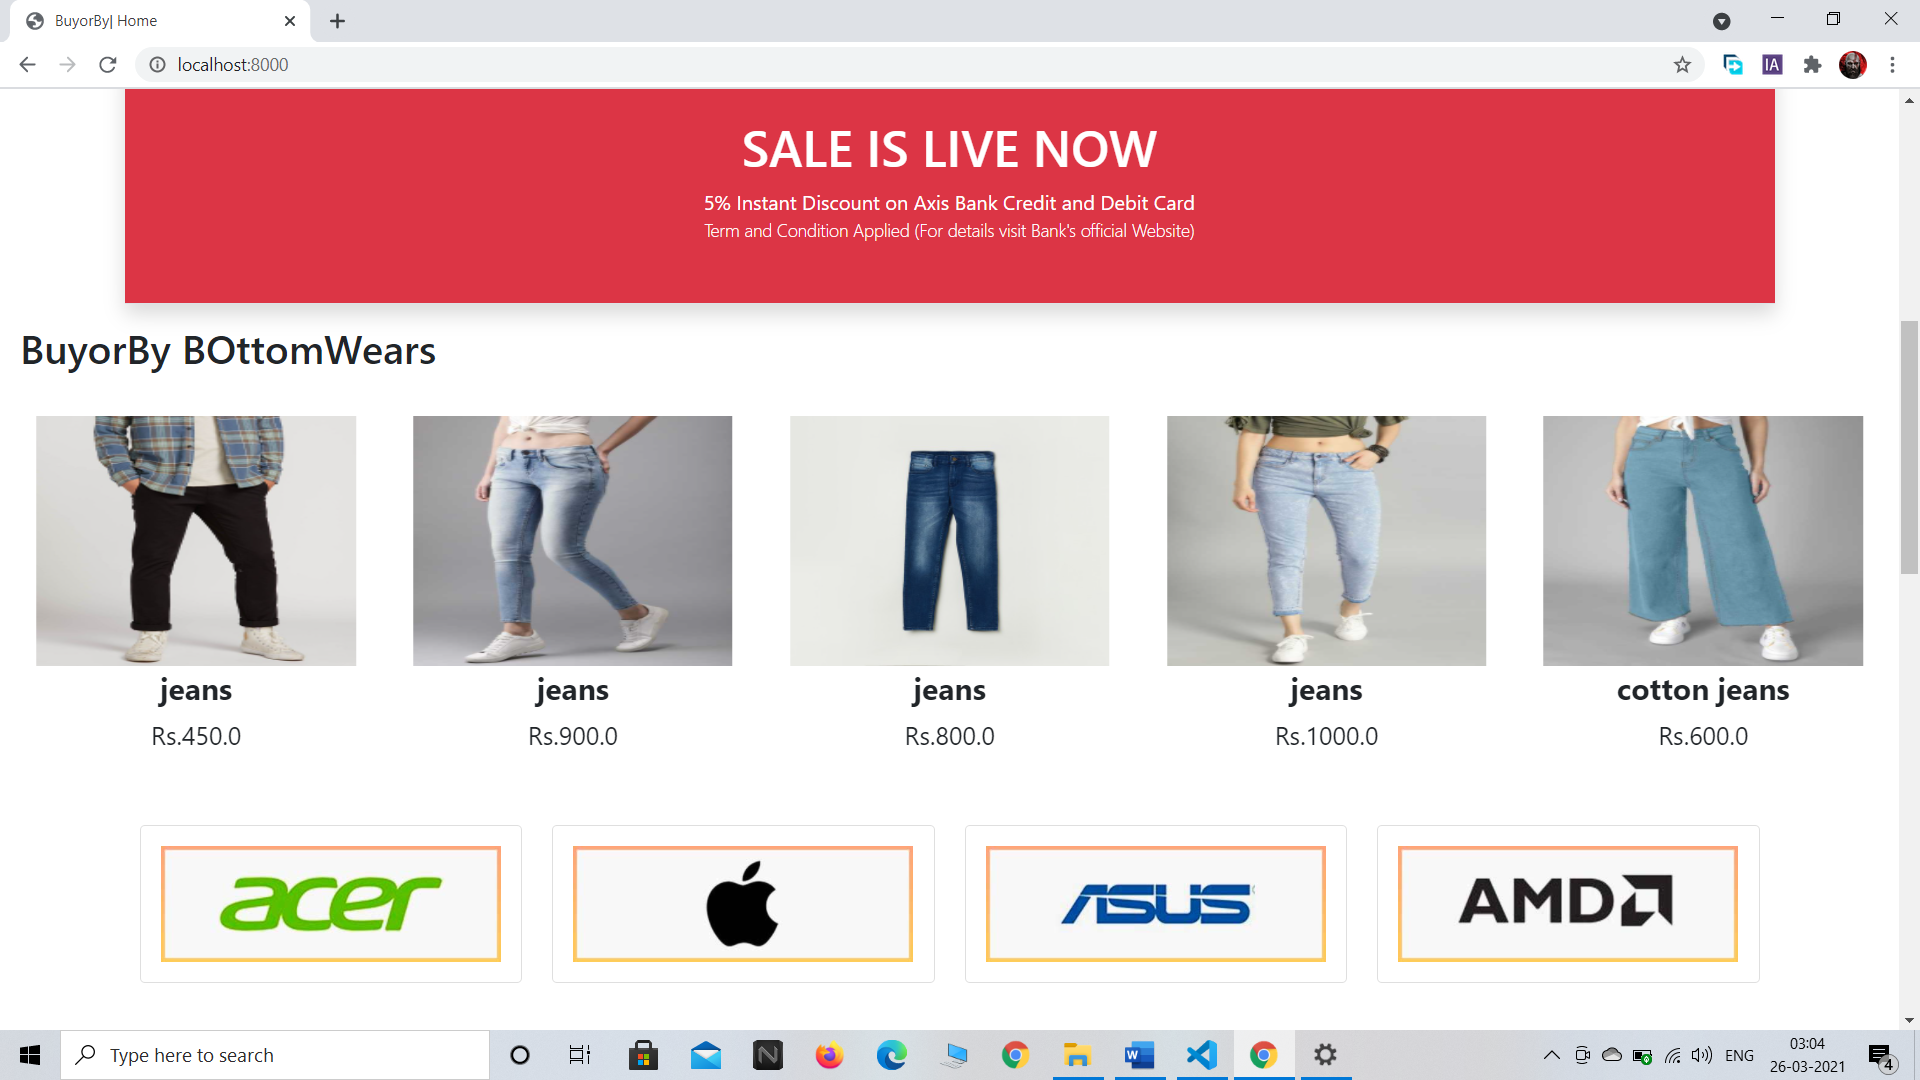 BuyorBy| Home
localhost:8000
IA
SALE IS LIVE NOW
5% Instant Discount on Axis Bank Credit and Debit Card
Term and Condition Applied (For details visit Bank's official Website)
BuyorBy BOttomWears
jeans
jeans
jeans
jeans
cotton jeans
Rs.450.0
Rs.900.0
Rs.800.0
Rs.1000.0
Rs.600.0
acer
ASUS
AMD
Type here to search
N
W
ENG
03:04
26-03-2021
4